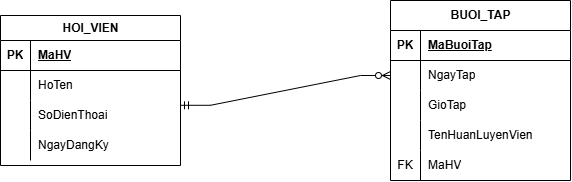 HOI_VIEN
PK MaHV
HoTen
SoDienThoai
NgayDangKy
BUOI_TAP
PK MaBuoiTap
NgayTap
GioTap
TenHuanLuyenVien
FK MaHV